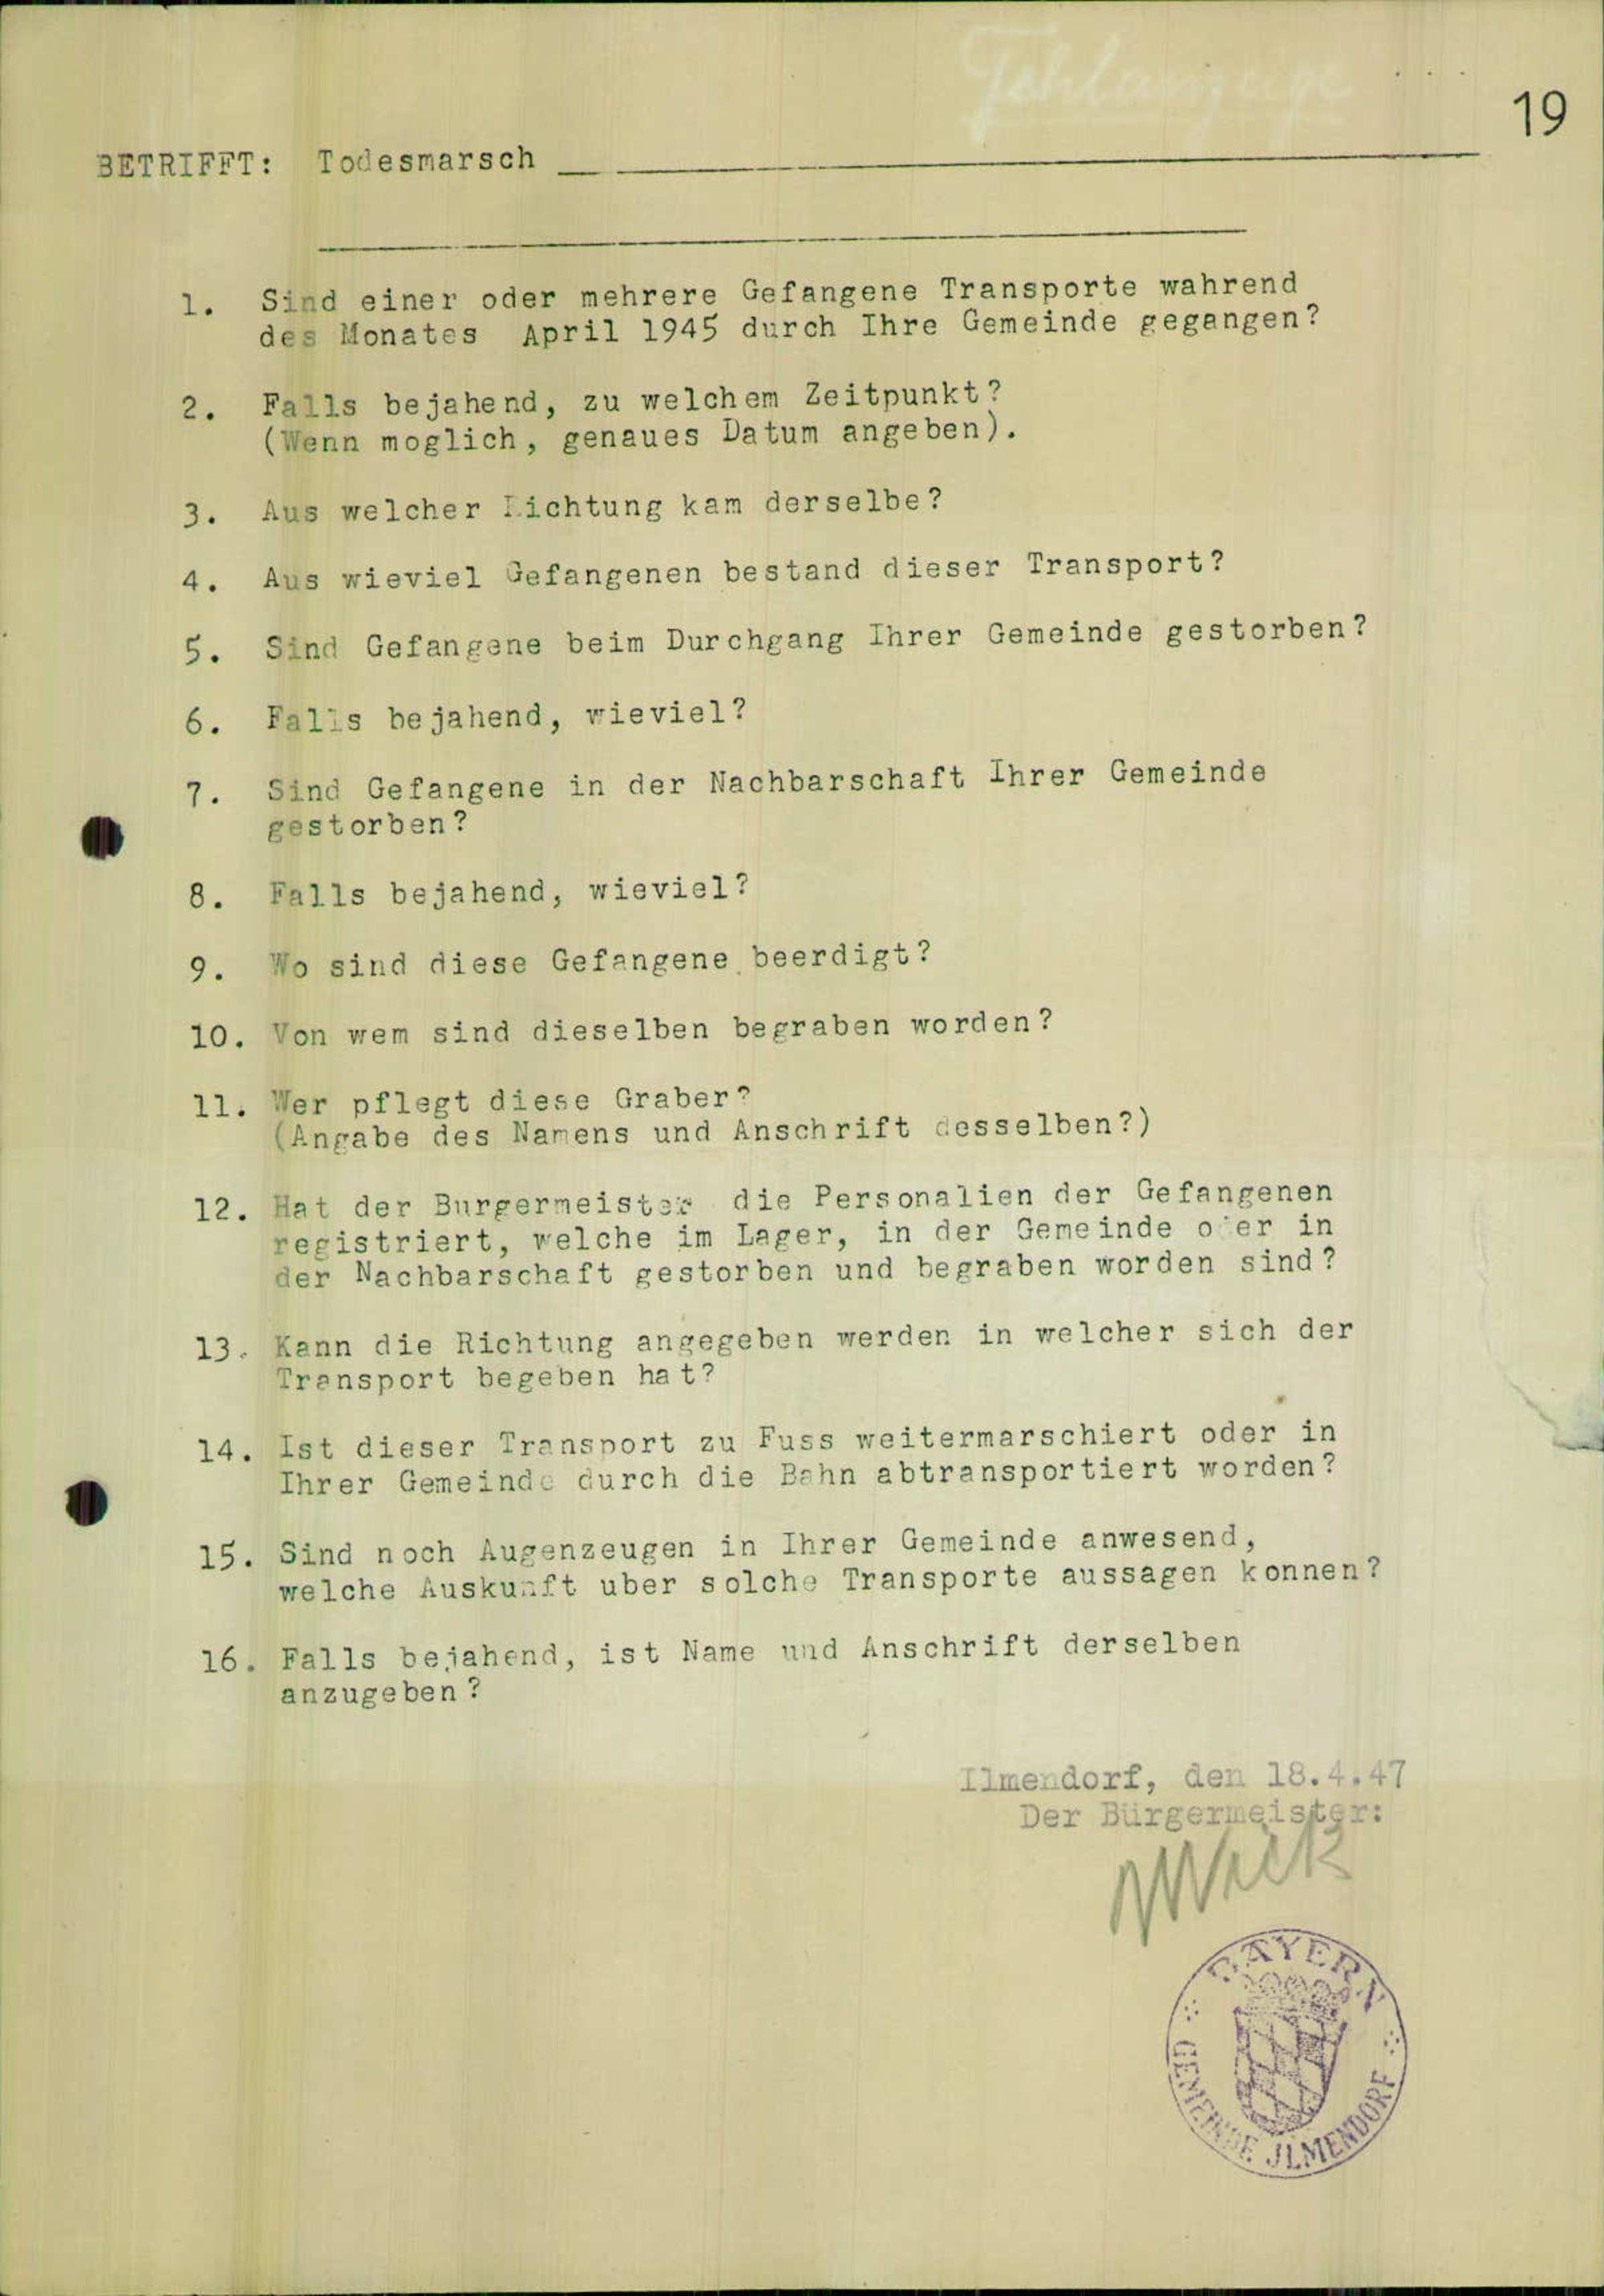 Fehlanzeige
19
BETRIFFT: Todesmarsch
1. Sind einer oder mehrere Gefangene Transporte wahrend
des Monates April 1945 durch Ihre Gemeinde gegangen?
2. Falls bejahend, zu welchem Zeitpunkt?
(Wenn moglich, genaues Datum angeben).
3. Aus welcher Richtung kam derselbe?
4. Aus wieviel Gefangenen bestand dieser Transport?
5. Sind Gefangene beim Durchgang Ihrer Gemeinde gestorben?
6. Falls bejahend, wieviel?
7. Sind Gefangene in der Nachbarschaft Ihrer Gemeinde
gestorben?
8. Falls bejahend, wieviel?
9. Wo sind diese Gefangene beerdigt?
10. Von wem sind dieselben begraben worden?
11. Wer pflegt diese Graber?
(Angabe des Namens und Anschrift desselben?)
12. Hat der Burgermeister die Personalien der Gefangenen
registriert, welche im Lager, in der Gemeinde oder in
der Nachbarschaft gestorben und begraben worden sind?
13. Kann die Richtung angegeben werden in welcher sich der
Transport begeben hat?
14. Ist dieser Transport zu Fuss weitermarschiert oder in
Ihrer Gemeinde durch die Bahn abtransportiert worden?
15. Sind noch Augenzeugen in Ihrer Gemeinde anwesend,
welche Auskunft uber solche Transporte aussagen konnen?
16. Falls bejahend, ist Name und Anschrift derselben
anzugeben?
Ilmendorf, den 18.4.47
Der Bürgermeister:
BAYERN
GEMEINDE JLMENDORF